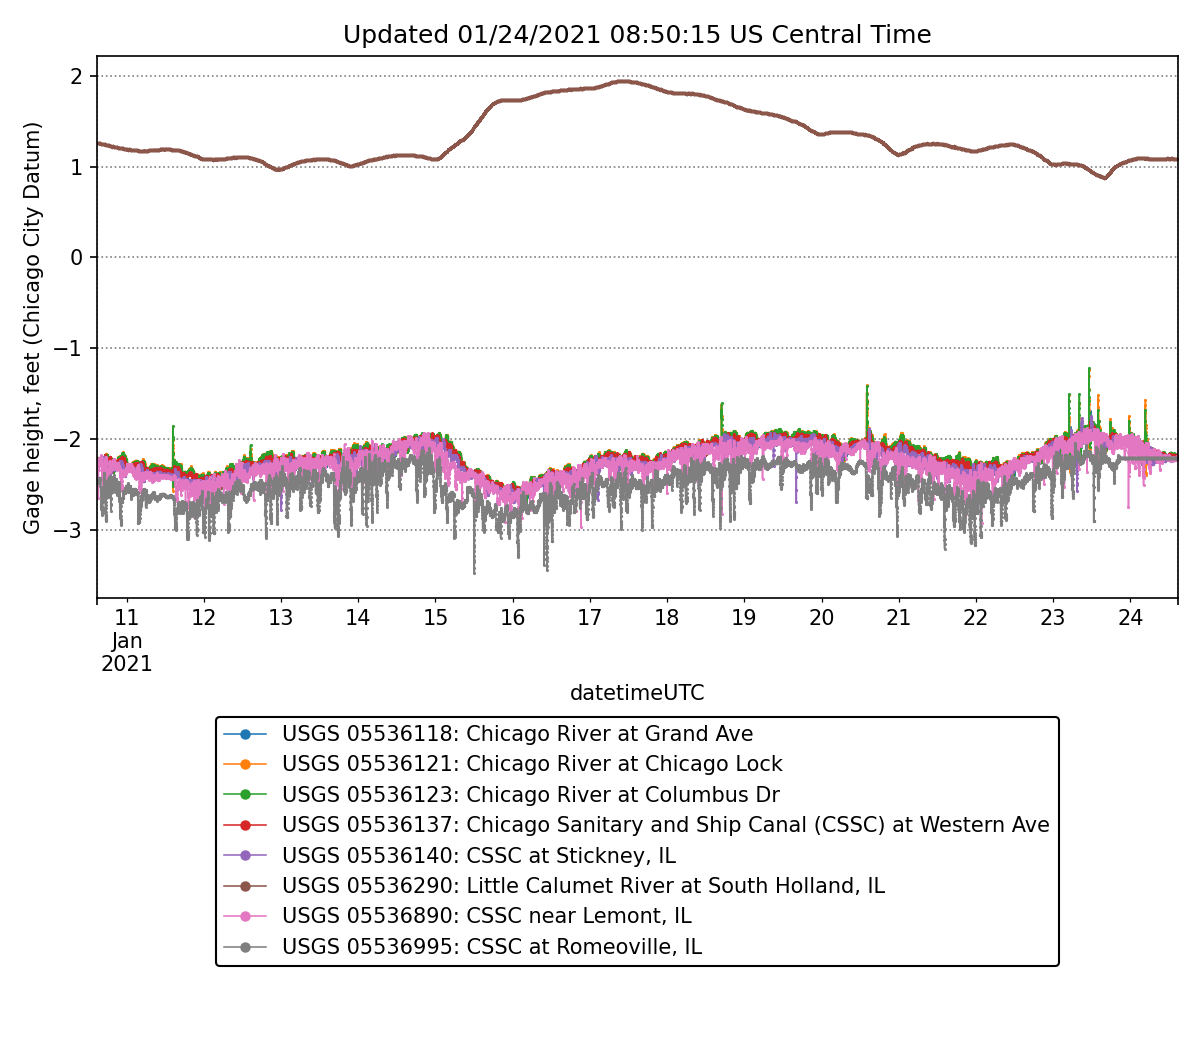 Updated 01/24/2021 08:50:15 US Central Time
Gage height, feet (Chicago City Datum)
2
1
0
−1
−2
−3
11 12 13 14 15 16 17 18 19 20 21 22 23 24
Jan
2021
datetimeUTC
USGS 05536118: Chicago River at Grand Ave
USGS 05536121: Chicago River at Chicago Lock
USGS 05536123: Chicago River at Columbus Dr
USGS 05536137: Chicago Sanitary and Ship Canal (CSSC) at Western Ave
USGS 05536140: CSSC at Stickney, IL
USGS 05536290: Little Calumet River at South Holland, IL
USGS 05536890: CSSC near Lemont, IL
USGS 05536995: CSSC at Romeoville, IL